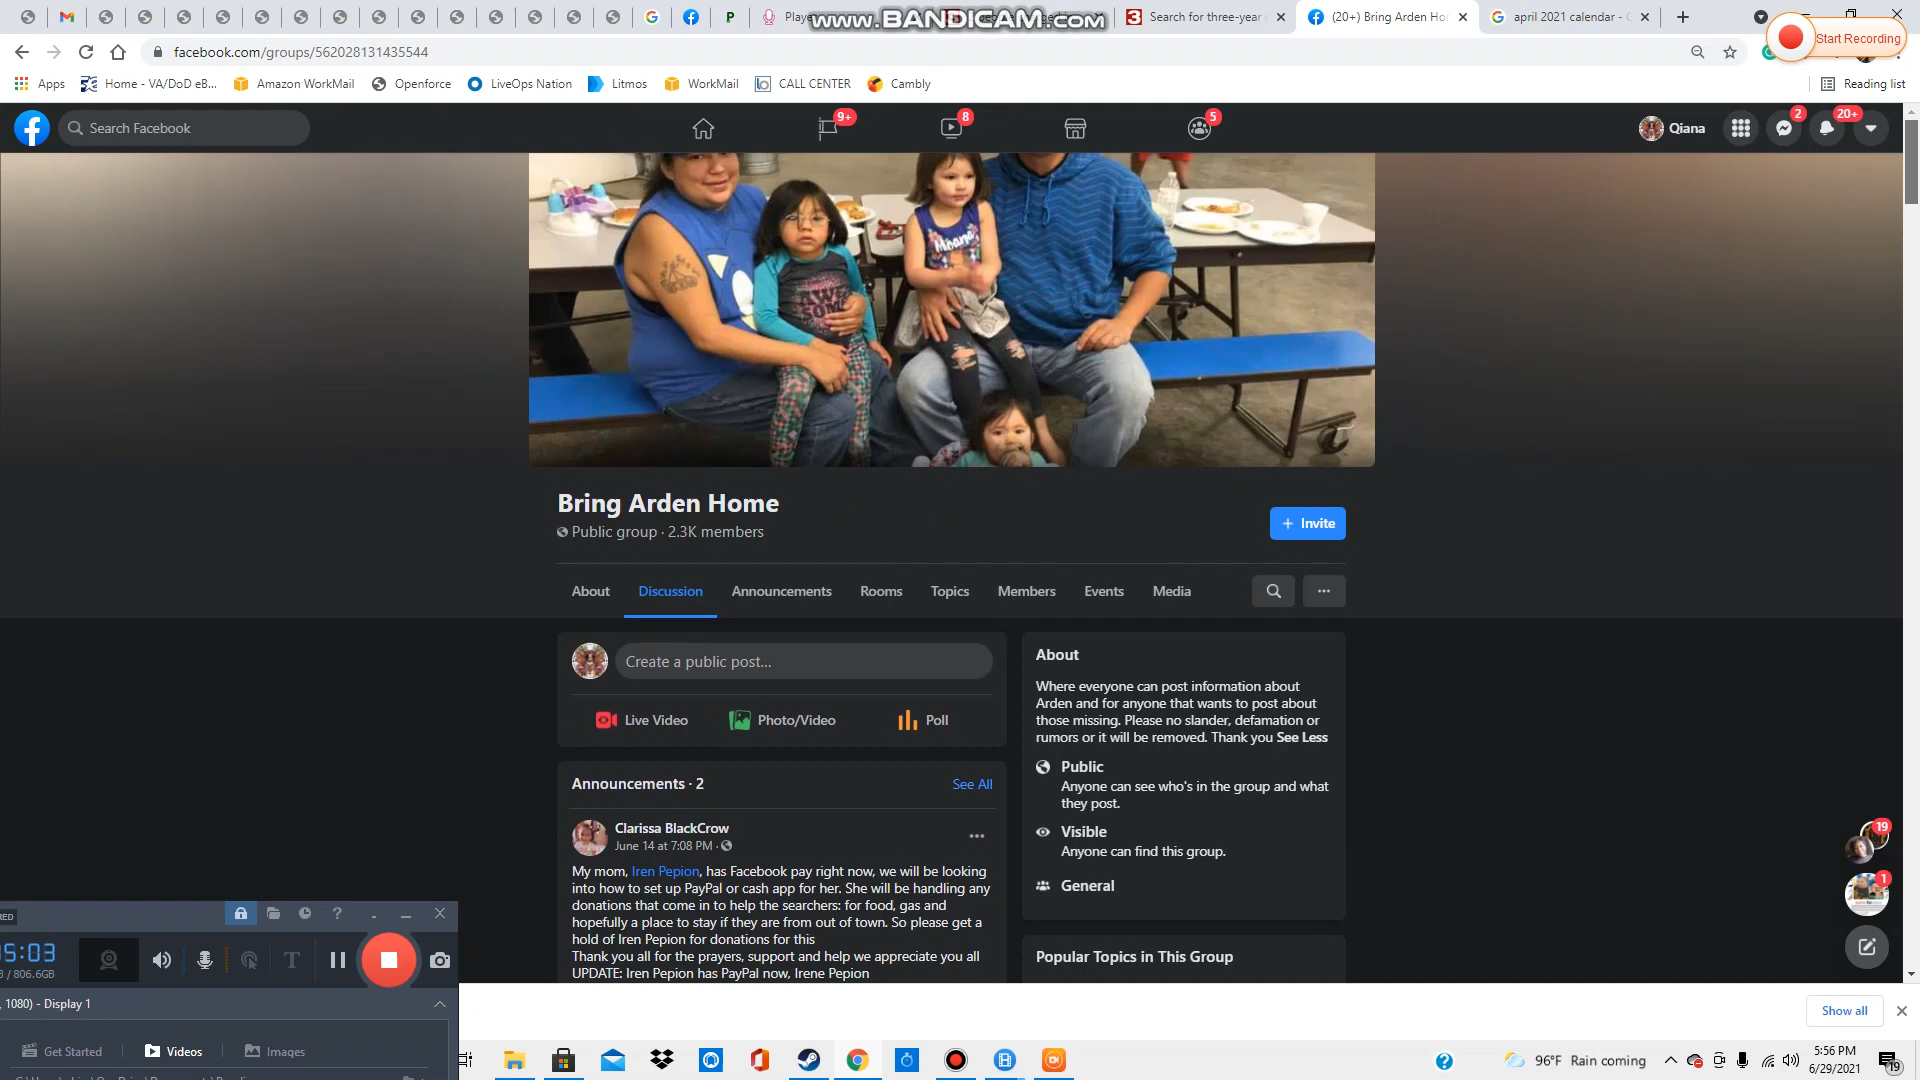 Playe
www.BANDICAM.com
Search for three-year
(20+) Bring Arden Ho
april 2021 calendar -
Start Recording
facebook.com/groups/562028131435544
Apps
Home - VA/DoD eB...
Amazon WorkMail
Openforce
LiveOps Nation
Litmos
WorkMail
CALL CENTER
Cambly
Reading list
Search Facebook
9+
8
5
Qiana
2
20+
Moana
AWE
SOME
Bring Arden Home
Public group · 2.3K members
+ Invite
About
Discussion
Announcements
Rooms
Topics
Members
Events
Media
Create a public post...
Live Video
Photo/Video
Poll
About
Where everyone can post information about
Arden and for anyone that wants to post about
those missing. Please no slander, defamation or
rumors or it will be removed. Thank you See Less
Public
Anyone can see who's in the group and what
they post.
Visible
Anyone can find this group.
General
Popular Topics in This Group
Announcements · 2
See All
Clarissa BlackCrow
June 14 at 7:08 PM ·
My mom, Iren Pepion, has Facebook pay right now, we will be looking
into how to set up PayPal or cash app for her. She will be handling any
donations that come in to help the searchers: for food, gas and
hopefully a place to stay if they are from out of town. So please get a
hold of Iren Pepion for donations for this
Thank you all for the prayers, support and help we appreciate you all
UPDATE: Iren Pepion has PayPal now, Irene Pepion
19
1
RED
5:03
/ 806.6GB
1080) - Display 1
Get Started
Videos
Images
Show all
96°F Rain coming
5:56 PM
6/29/2021
19